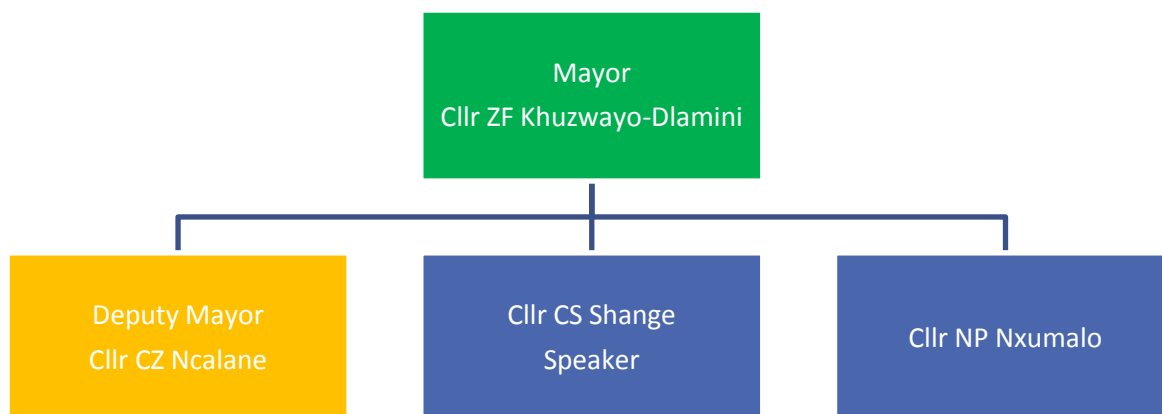 Mayor
Cllr ZF Khuzwayo-Dlamini
Deputy Mayor
Cllr CZ Ncalane
Cllr CS Shange
Speaker
Cllr NP Nxumalo